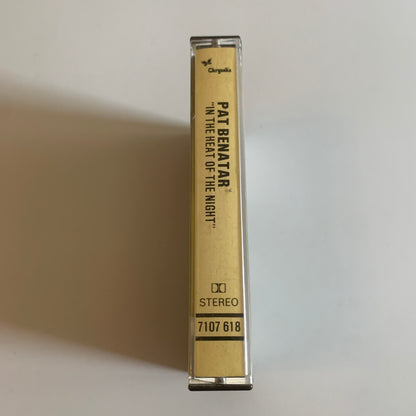 Chrysalis
PAT BENATAR
"IN THE HEAT OF THE NIGHT"
STEREO
7107 618